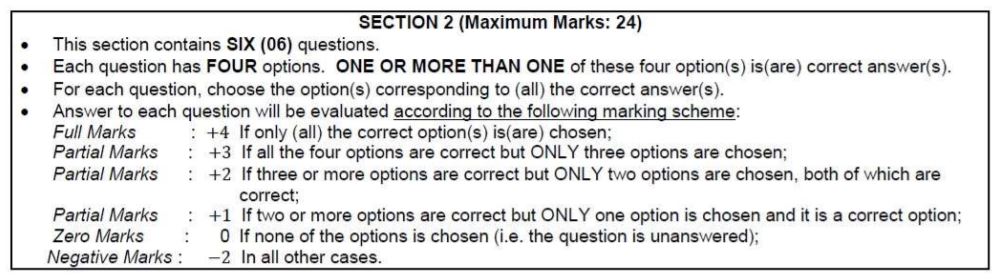 SECTION 2 (Maximum Marks: 24)
• This section contains SIX (06) questions.
• Each question has FOUR options. ONE OR MORE THAN ONE of these four option(s) is(are) correct answer(s).
• For each question, choose the option(s) corresponding to (all) the correct answer(s).
• Answer to each question will be evaluated according to the following marking scheme:
Full Marks : +4 If only (all) the correct option(s) is(are) chosen;
Partial Marks : +3 If all the four options are correct but ONLY three options are chosen;
Partial Marks : +2 If three or more options are correct but ONLY two options are chosen, both of which are
correct;
Partial Marks : +1 If two or more options are correct but ONLY one option is chosen and it is a correct option;
Zero Marks : 0 If none of the options is chosen (i.e. the question is unanswered);
Negative Marks : −2 In all other cases.